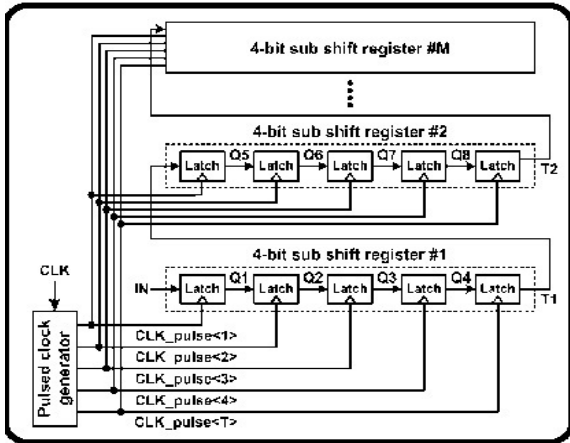 4-bit sub shift register #M
4-bit sub shift register #2
Latch Q5 Latch Q6 Latch Q7 Latch Q8 Latch
T2
4-bit sub shift register #1
CLK
IN Latch Q1 Latch Q2 Latch Q3 Latch Q4 Latch
T1
Pulsed clock
generator
CLK_pulse<1>
CLK_pulse<2>
CLK_pulse<3>
CLK_pulse<4>
CLK_pulse<T>